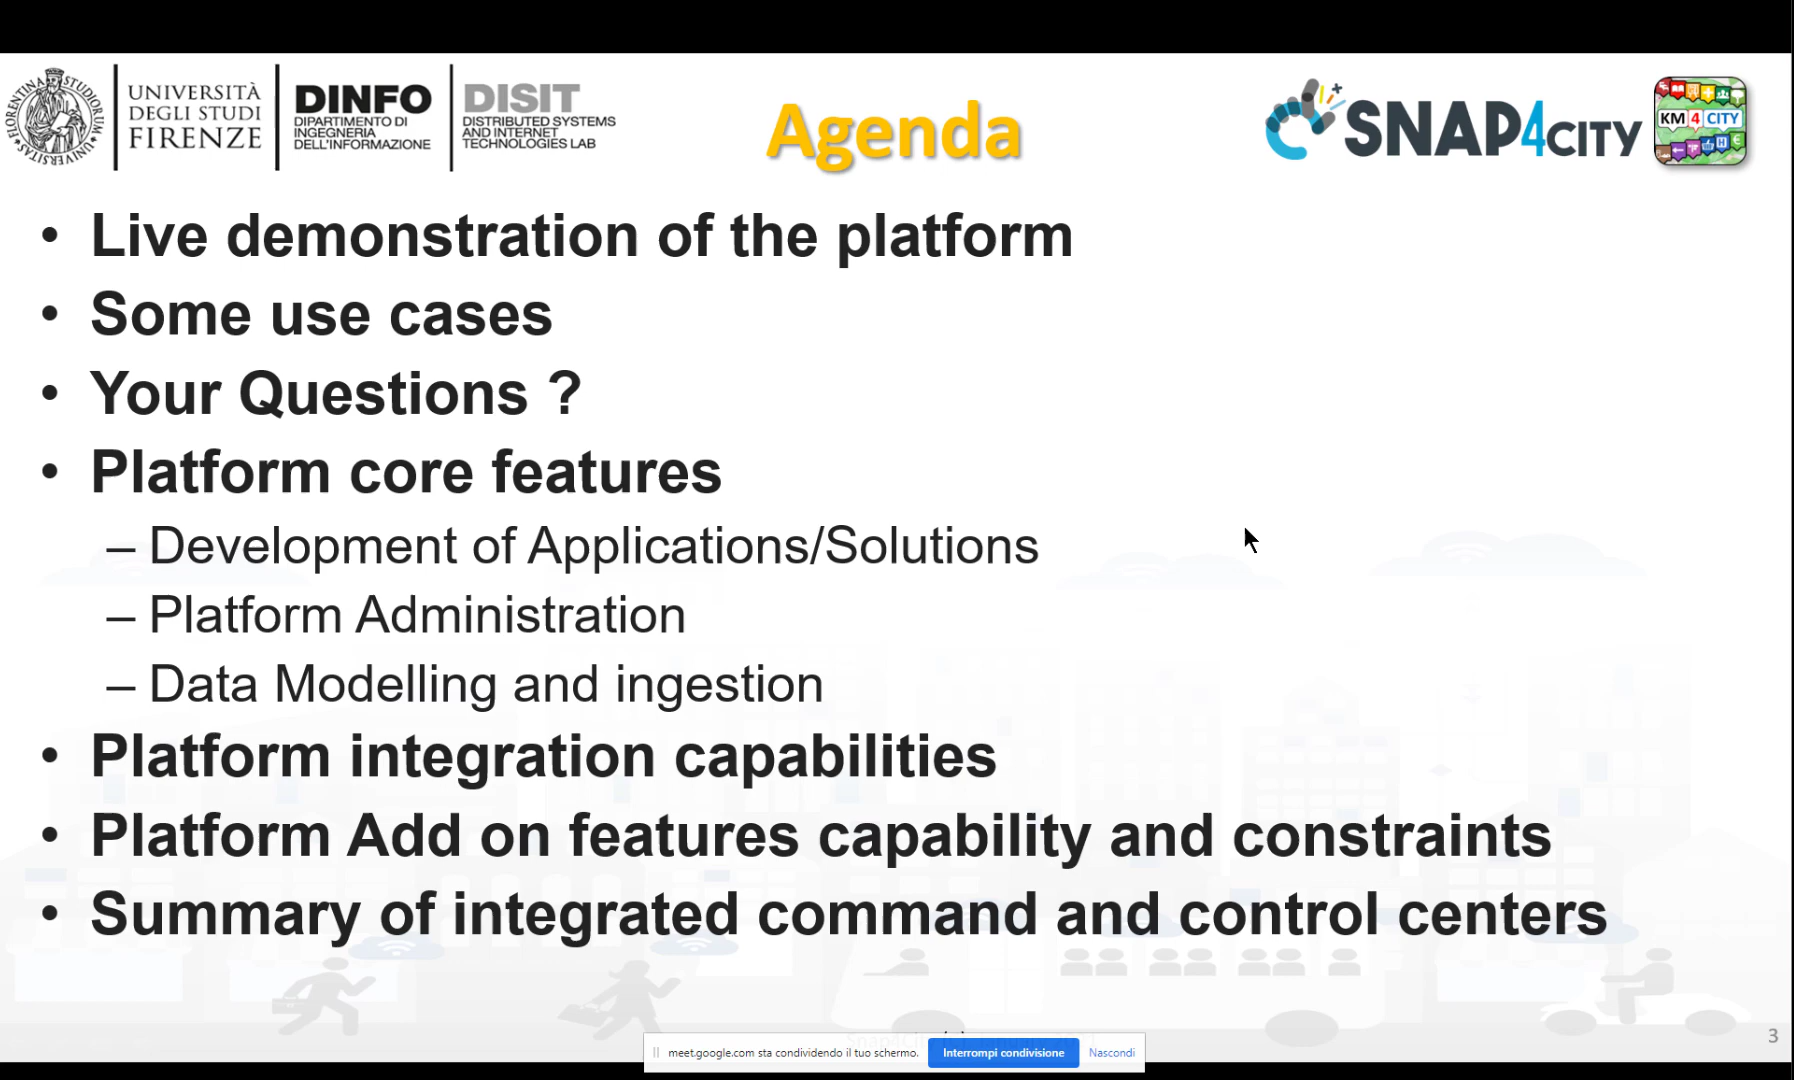 UNIVERSITÀ
DEGLI STUDI
FIRENZE
DINFO
DIPARTIMENTO DI
INGEGNERIA
DELL'INFORMAZIONE
DISIT
DISTRIBUTED SYSTEMS
AND INTERNET
TECHNOLOGIES LAB
Agenda
SNAP4CITY
KM 4 CITY
• Live demonstration of the platform
• Some use cases
• Your Questions ?
• Platform core features
– Development of Applications/Solutions
– Platform Administration
– Data Modelling and ingestion
• Platform integration capabilities
• Platform Add on features capability and constraints
• Summary of integrated command and control centers
3
meet.google.com sta condividendo il tuo schermo. Interrompi condivisione Nascondi